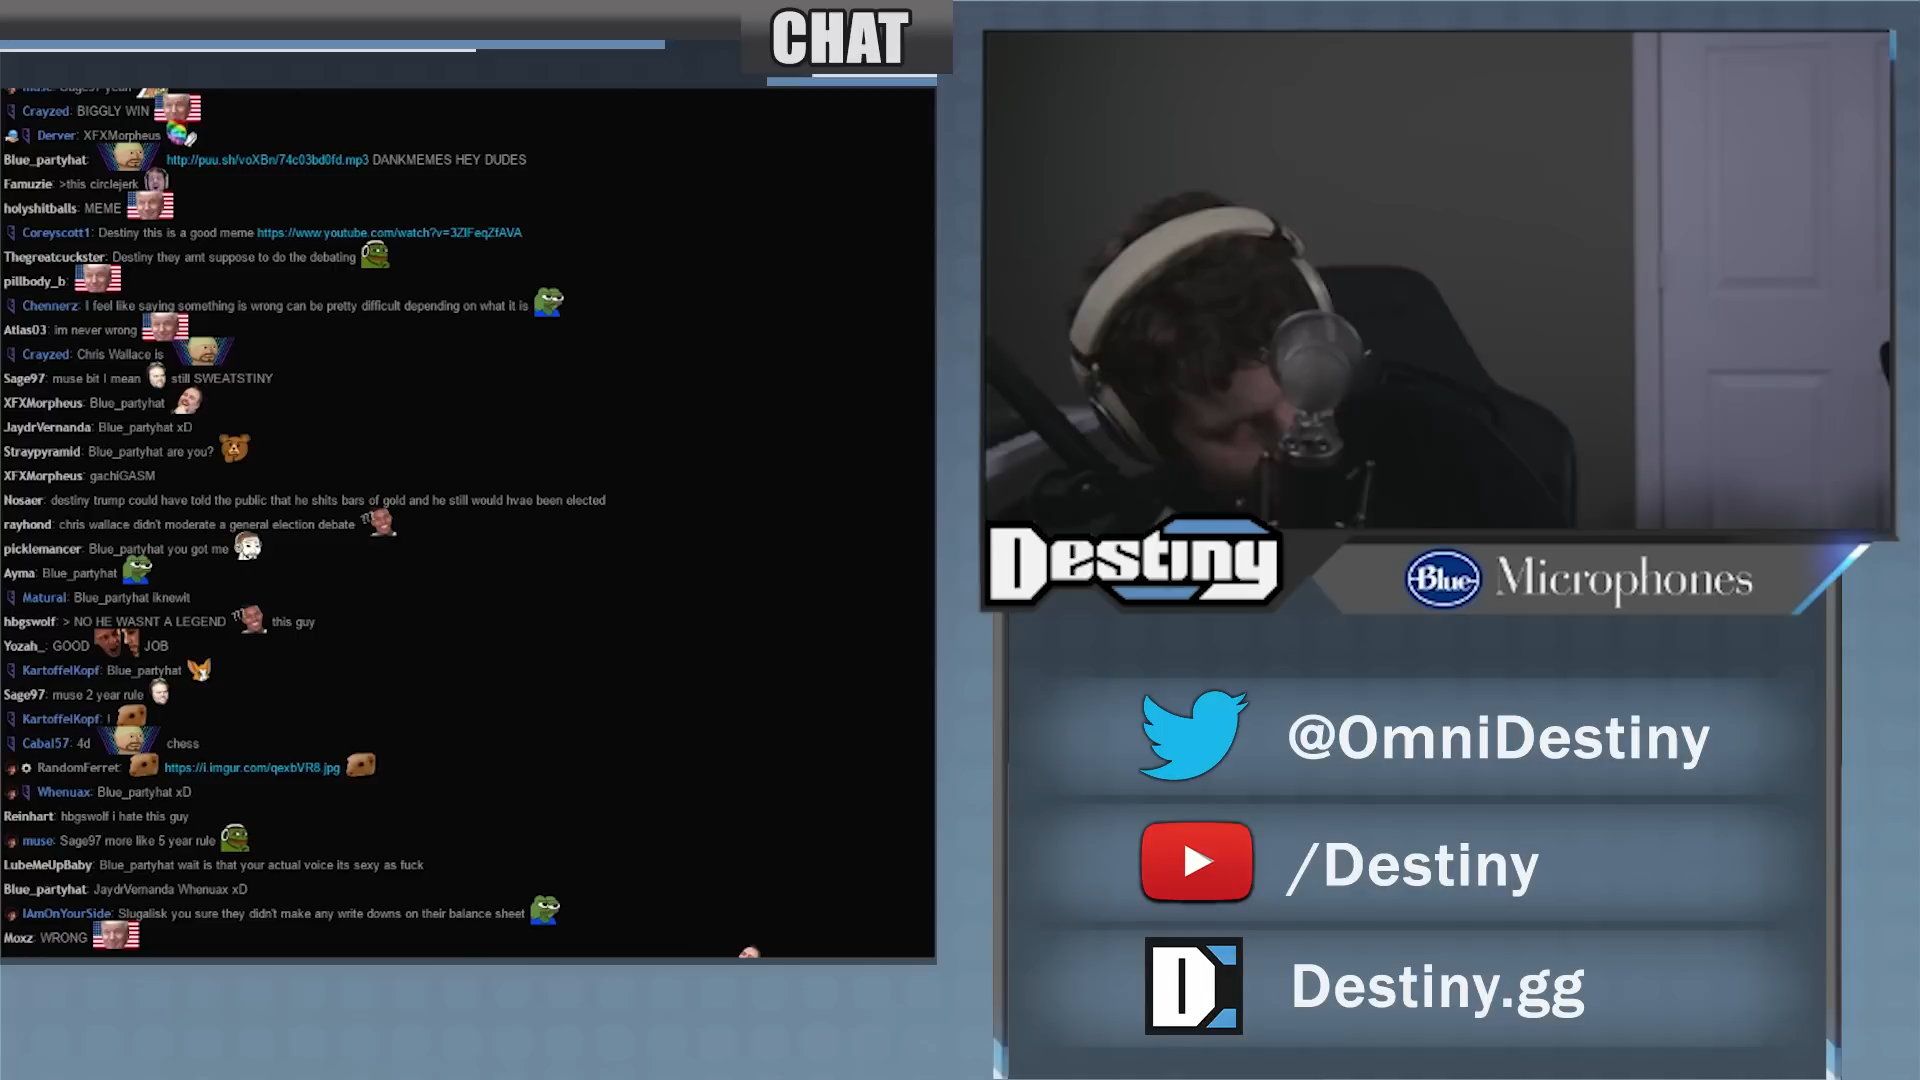 CHAT
muse: Sage97 yeah
Crayzed: BIGGLY WIN
Derver: XFXMorpheus
Blue_partyhat: http://puu.sh/voXBn/74c03bd0fd.mp3 DANKMEMES HEY DUDES
Famuzie: >this circlejerk
holyshitballs: MEME
Coreyscott1: Destiny this is a good meme https://www.youtube.com/watch?v=3ZIFeqZfAVA
Thegreatcuckster: Destiny they arnt suppose to do the debating
pillbody_b:
Chennerz: I feel like saying something is wrong can be pretty difficult depending on what it is
Atlas03: im never wrong
Crayzed: Chris Wallace is
Sage97: muse bit I mean still SWEATSTINY
XFXMorpheus: Blue_partyhat
JaydrVernanda: Blue_partyhat xD
Straypyramid: Blue_partyhat are you?
XFXMorpheus: gachiGASM
Nosaer: destiny trump could have told the public that he shits bars of gold and he still would hvae been elected
rayhond: chris wallace didn't moderate a general election debate
picklemancer: Blue_partyhat you got me
Ayma: Blue_partyhat
Matural: Blue_partyhat iknewit
hbgswolf: > NO HE WASNT A LEGEND this guy
Yozah_: GOOD JOB
KartoffelKopf: Blue_partyhat
Sage97: muse 2 year rule
KartoffelKopf: I
Cabal57: 4d chess
RandomFerret: https://i.imgur.com/qexbVR8.jpg
Whenuax: Blue_partyhat xD
Reinhart: hbgswolf i hate this guy
muse: Sage97 more like 5 year rule
LubeMeUpBaby: Blue_partyhat wait is that your actual voice its sexy as fuck
Blue_partyhat: JaydrVernanda Whenuax xD
IAmOnYourSide: Slugalisk you sure they didn't make any write downs on their balance sheet
Moxz: WRONG
Destiny
Blue Microphones
@OmniDestiny
/Destiny
D Destiny.gg